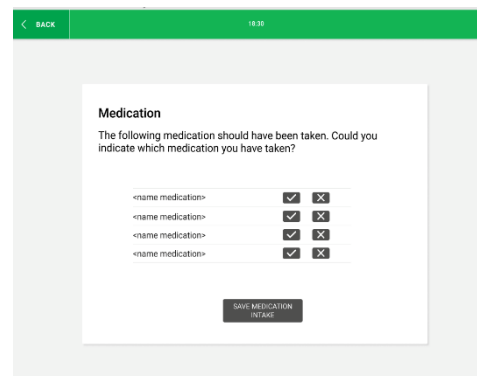 BACK
18:30
Medication
The following medication should have been taken. Could you
indicate which medication you have taken?
<name medication>
<name medication>
<name medication>
<name medication>
SAVE MEDICATION
INTAKE